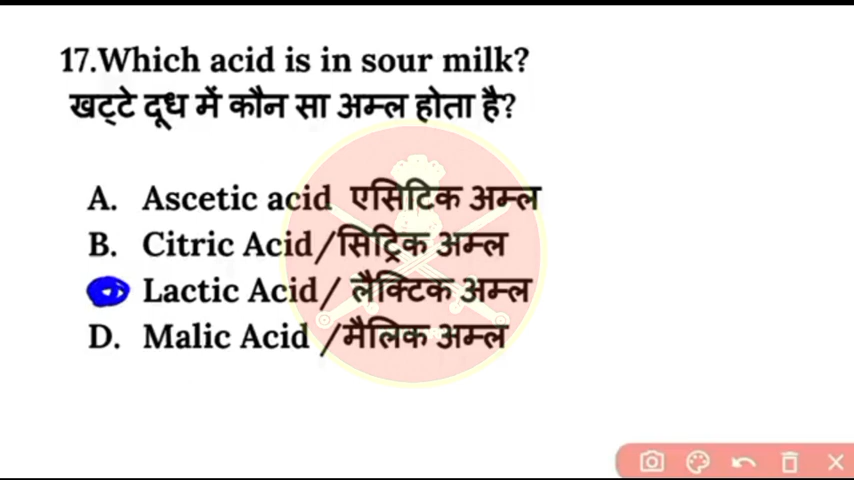 17.Which acid is in sour milk?
खट्टे दूध में कौन सा अम्ल होता है?
A. Ascetic acid एसिटिक अम्ल
B. Citric Acid/सिट्रिक अम्ल
Lactic Acid/ लैक्टिक अम्ल
D. Malic Acid /मैलिक अम्ल